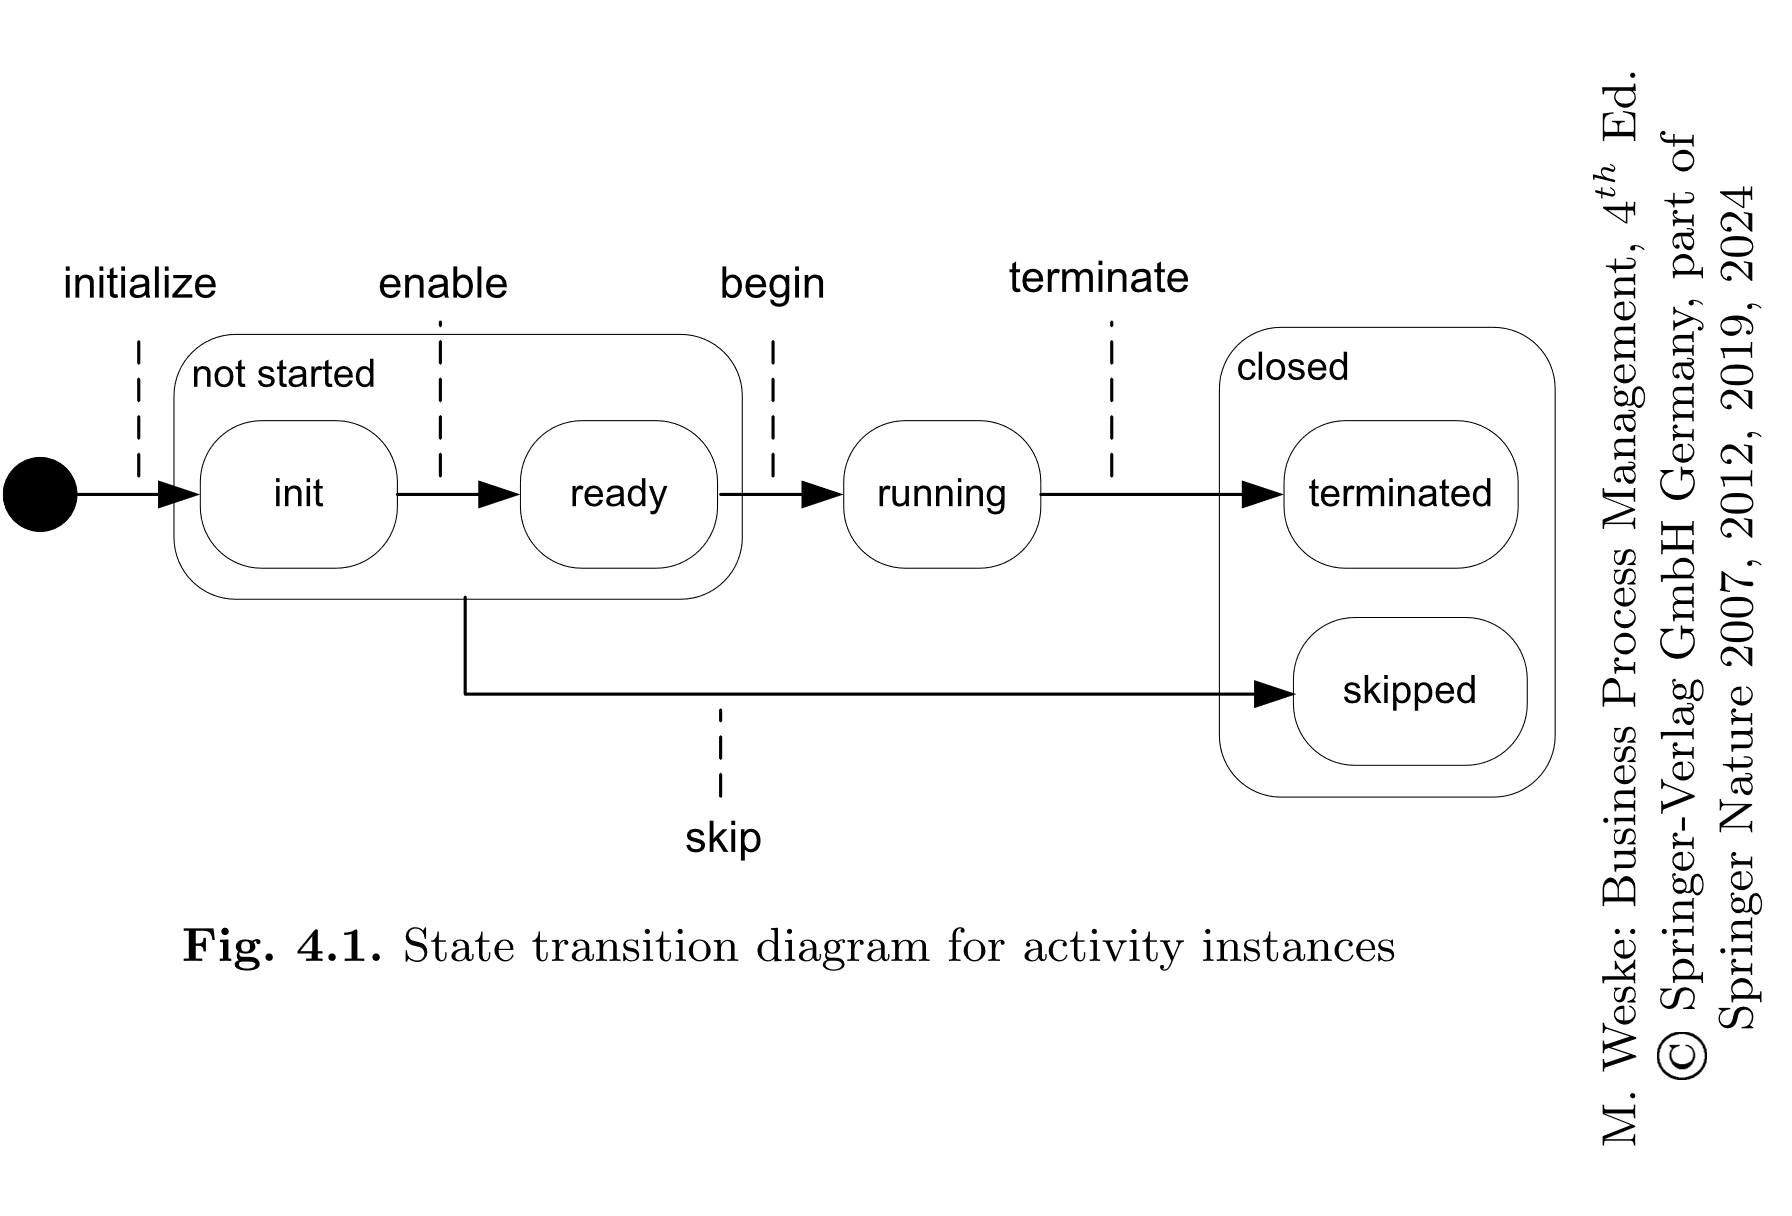 initialize
enable
begin
terminate
not started
closed
init
ready
running
terminated
skipped
skip
Fig. 4.1. State transition diagram for activity instances
M. Weske: Business Process Management, 4th Ed.
© Springer-Verlag GmbH Germany, part of
Springer Nature 2007, 2012, 2019, 2024